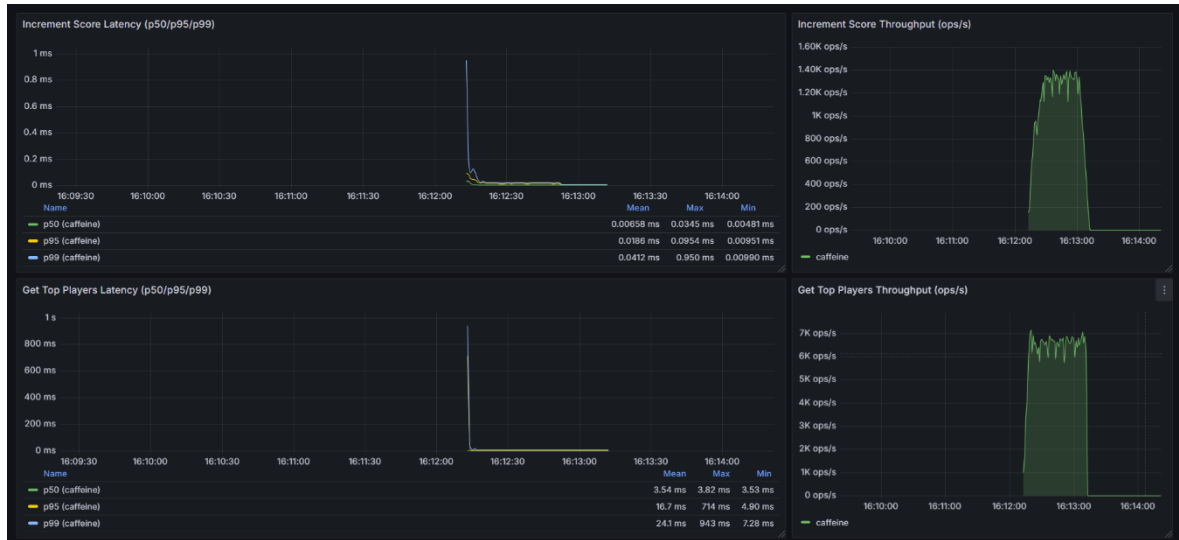 Increment Score Latency (p50/p95/p99)
1 ms
0.8 ms
0.6 ms
0.4 ms
0.2 ms
0 ms
16:09:30 16:10:00 16:10:30 16:11:00 16:11:30 16:12:00 16:12:30 16:13:00 16:13:30 16:14:00
Name Mean Max Min
p50 (caffeine) 0.00658 ms 0.0345 ms 0.00481 ms
p95 (caffeine) 0.0186 ms 0.0954 ms 0.00951 ms
p99 (caffeine) 0.0412 ms 0.950 ms 0.00990 ms
Increment Score Throughput (ops/s)
1.60K ops/s
1.40K ops/s
1.20K ops/s
1K ops/s
800 ops/s
600 ops/s
400 ops/s
200 ops/s
0 ops/s
16:10:00 16:11:00 16:12:00 16:13:00 16:14:00
caffeine
Get Top Players Latency (p50/p95/p99)
1 s
800 ms
600 ms
400 ms
200 ms
0 ms
16:09:30 16:10:00 16:10:30 16:11:00 16:11:30 16:12:00 16:12:30 16:13:00 16:13:30 16:14:00
Name Mean Max Min
p50 (caffeine) 3.54 ms 3.82 ms 3.53 ms
p95 (caffeine) 16.7 ms 714 ms 4.90 ms
p99 (caffeine) 24.1 ms 943 ms 7.28 ms
Get Top Players Throughput (ops/s)
7K ops/s
6K ops/s
5K ops/s
4K ops/s
3K ops/s
2K ops/s
1K ops/s
0 ops/s
16:10:00 16:11:00 16:12:00 16:13:00 16:14:00
caffeine